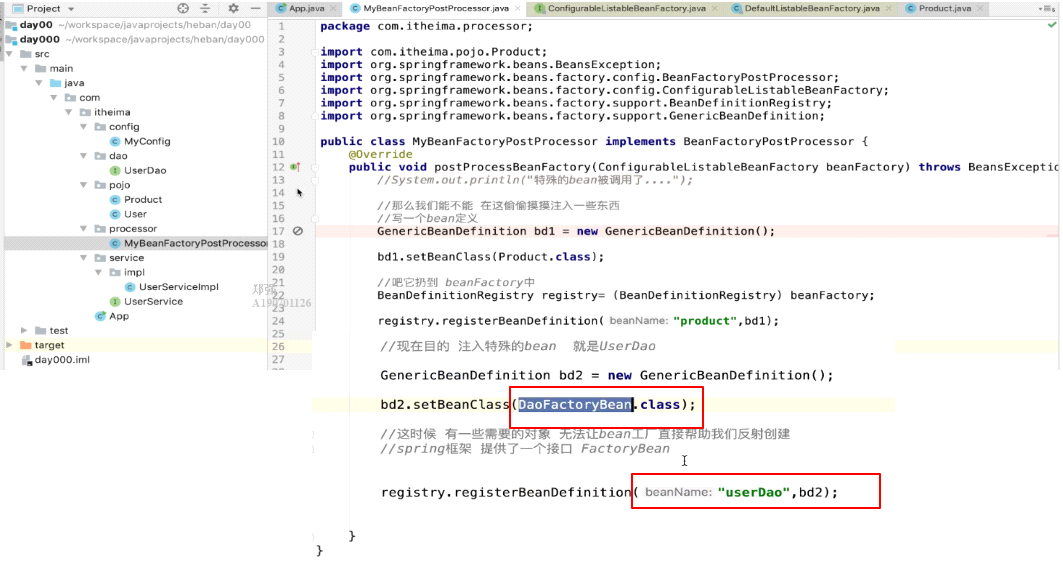 Project
App.java
MyBeanFactoryPostProcessor.java
ConfigurableListableBeanFactory.java
DefaultListableBeanFactory.java
Product.java
day00 ~/workspace/javaprojects/heban/day00
day000 ~/workspace/javaprojects/heban/day000
src
main
java
com
itheima
config
MyConfig
dao
UserDao
pojo
Product
User
processor
MyBeanFactoryPostProcessor
service
impl
UserServiceImpl
UserService
App
test
target
day000.iml
1 package com.itheima.processor;
2
3 import com.itheima.pojo.Product;
4 import org.springframework.beans.BeansException;
5 import org.springframework.beans.factory.config.BeanFactoryPostProcessor;
6 import org.springframework.beans.factory.config.ConfigurableListableBeanFactory;
7 import org.springframework.beans.factory.support.BeanDefinitionRegistry;
8 import org.springframework.beans.factory.support.GenericBeanDefinition;
9
10 public class MyBeanFactoryPostProcessor implements BeanFactoryPostProcessor {
11 @Override
12 public void postProcessBeanFactory(ConfigurableListableBeanFactory beanFactory) throws BeansExceptio
13 //System.out.println("特殊的bean被调用了....");
14
15 //那么我们能不能 在这偷偷摸摸注入一些东西
16 //写一个bean定义
17 GenericBeanDefinition bd1 = new GenericBeanDefinition();
18
19 bd1.setBeanClass(Product.class);
20
21 //吧它扔到 beanFactory中
22 BeanDefinitionRegistry registry= (BeanDefinitionRegistry) beanFactory;
23
24 registry.registerBeanDefinition( beanName: "product",bd1);
25
26 //现在目的 注入特殊的bean 就是UserDao
27
GenericBeanDefinition bd2 = new GenericBeanDefinition();
bd2.setBeanClass(DaoFactoryBean.class);
//这时候 有一些需要的对象 无法让bean工厂直接帮助我们反射创建
//spring框架 提供了一个接口 FactoryBean
registry.registerBeanDefinition( beanName: "userDao",bd2);
}
}